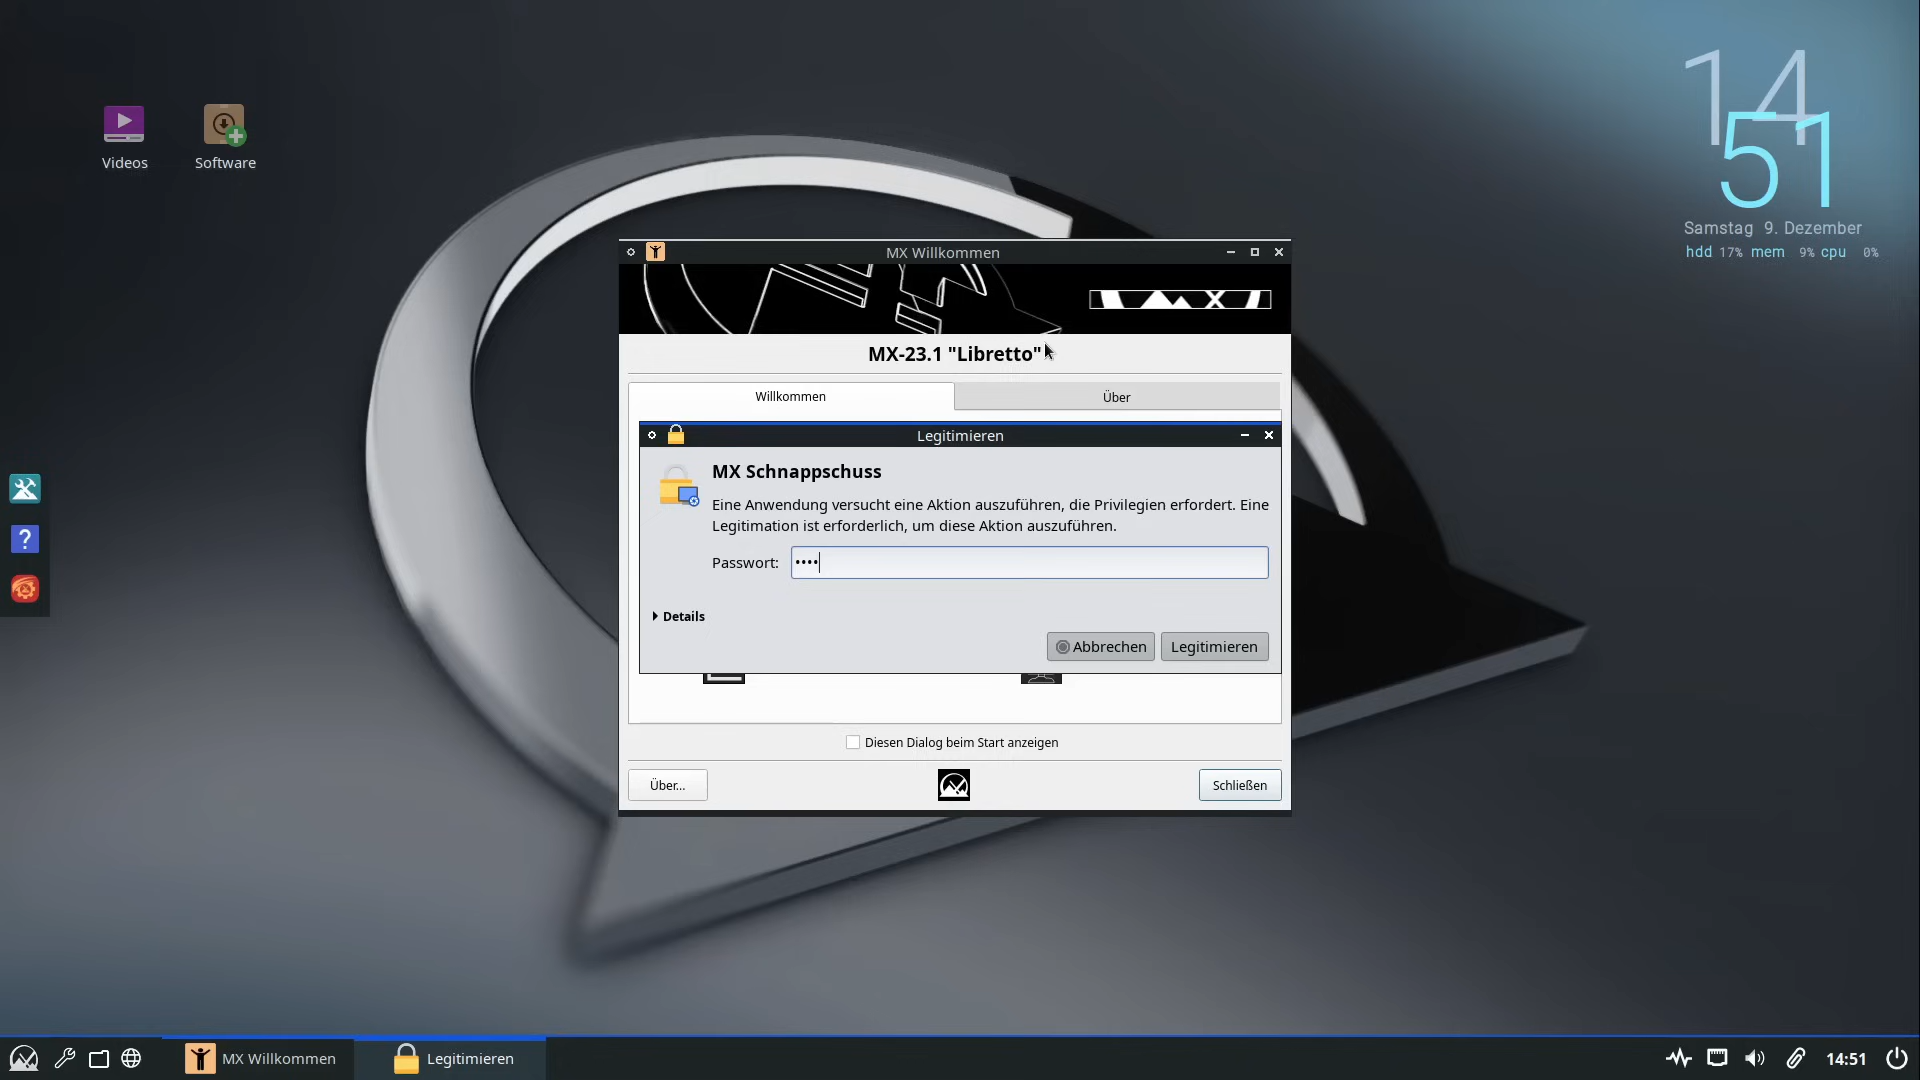 Videos
Software
14
51
Samstag 9. Dezember
hdd 17% mem 9% cpu 0%
MX Willkommen
MX
MX-23.1 "Libretto"
Willkommen
Über
Legitimieren
MX Schnappschuss
Eine Anwendung versucht eine Aktion auszuführen, die Privilegien erfordert. Eine
Legitimation ist erforderlich, um diese Aktion auszuführen.
Passwort: ••••
Details
Abbrechen
Legitimieren
Diesen Dialog beim Start anzeigen
Über...
Schließen
?
MX Willkommen
Legitimieren
14:51